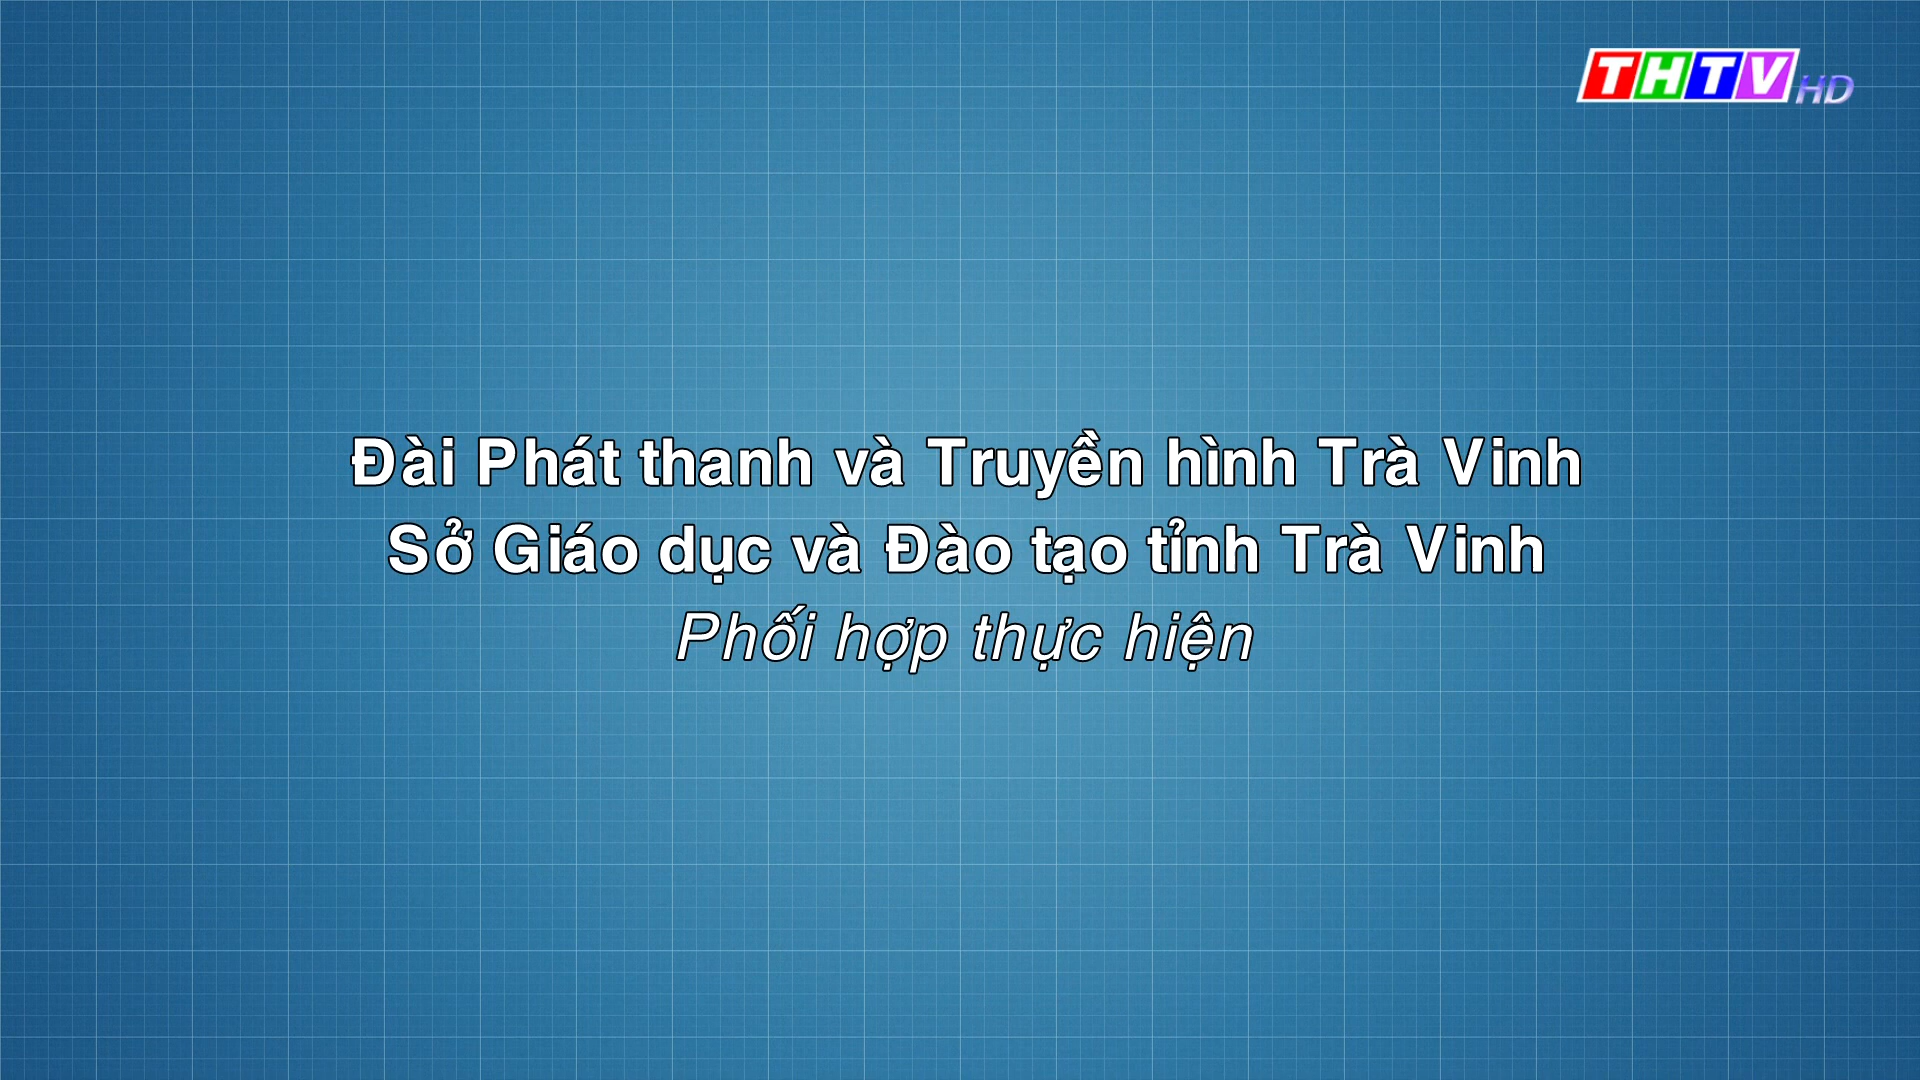 THTV HD
Đài Phát thanh và Truyền hình Trà Vinh
Sở Giáo dục và Đào tạo tỉnh Trà Vinh
Phối hợp thực hiện